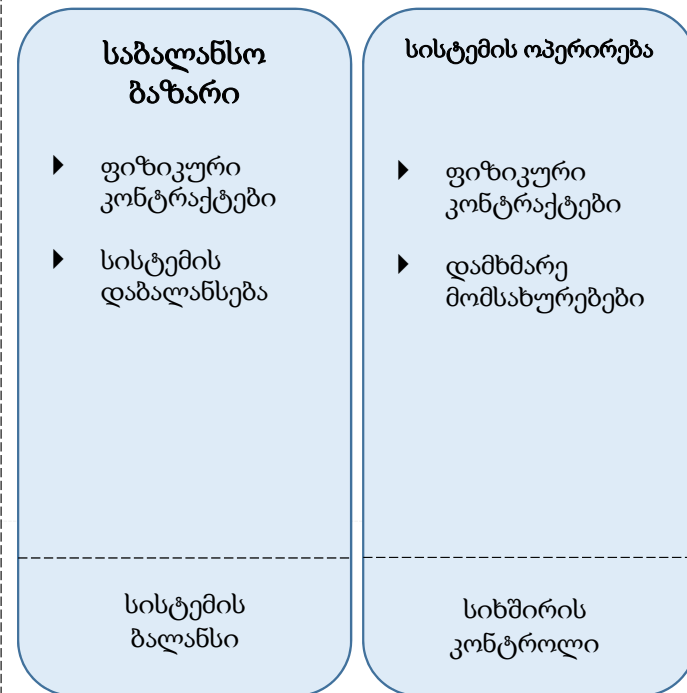 საბალანსო
ბაზარი
ფიზიკური
კონტრაქტები
სისტემის
დაბალანსება
სისტემის
ბალანსი
სისტემის ოპერირება
ფიზიკური
კონტრაქტები
დამხმარე
მომსახურებები
სიხშირის
კონტროლი